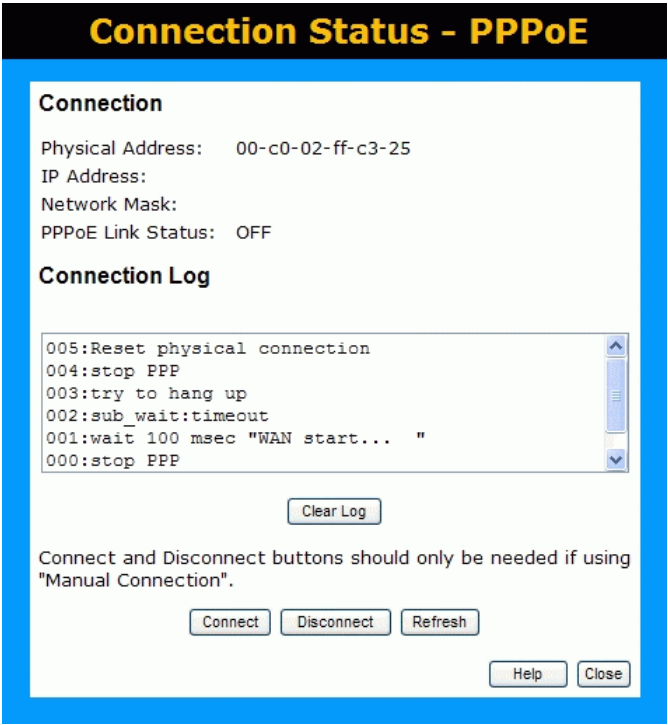 Connection Status - PPPoE
Connection
Physical Address: 00-c0-02-ff-c3-25
IP Address:
Network Mask:
PPPoE Link Status: OFF
Connection Log
005:Reset physical connection
004:stop PPP
003:try to hang up
002:sub_wait:timeout
001:wait 100 msec "WAN start...  "
000:stop PPP
Clear Log
Connect and Disconnect buttons should only be needed if using
"Manual Connection".
Connect Disconnect Refresh
Help Close